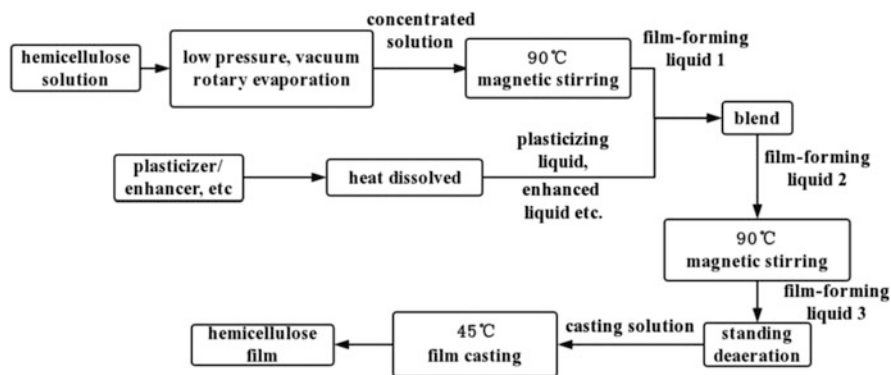 hemicellulose
solution
low pressure, vacuum
rotary evaporation
concentrated
solution
90℃
magnetic stirring
film-forming
liquid 1
plasticizer/
enhancer, etc
heat dissolved
plasticizing
liquid,
enhanced
liquid etc.
blend
film-forming
liquid 2
90℃
magnetic stirring
film-forming
liquid 3
standing
deaeration
casting solution
45℃
film casting
hemicellulose
film